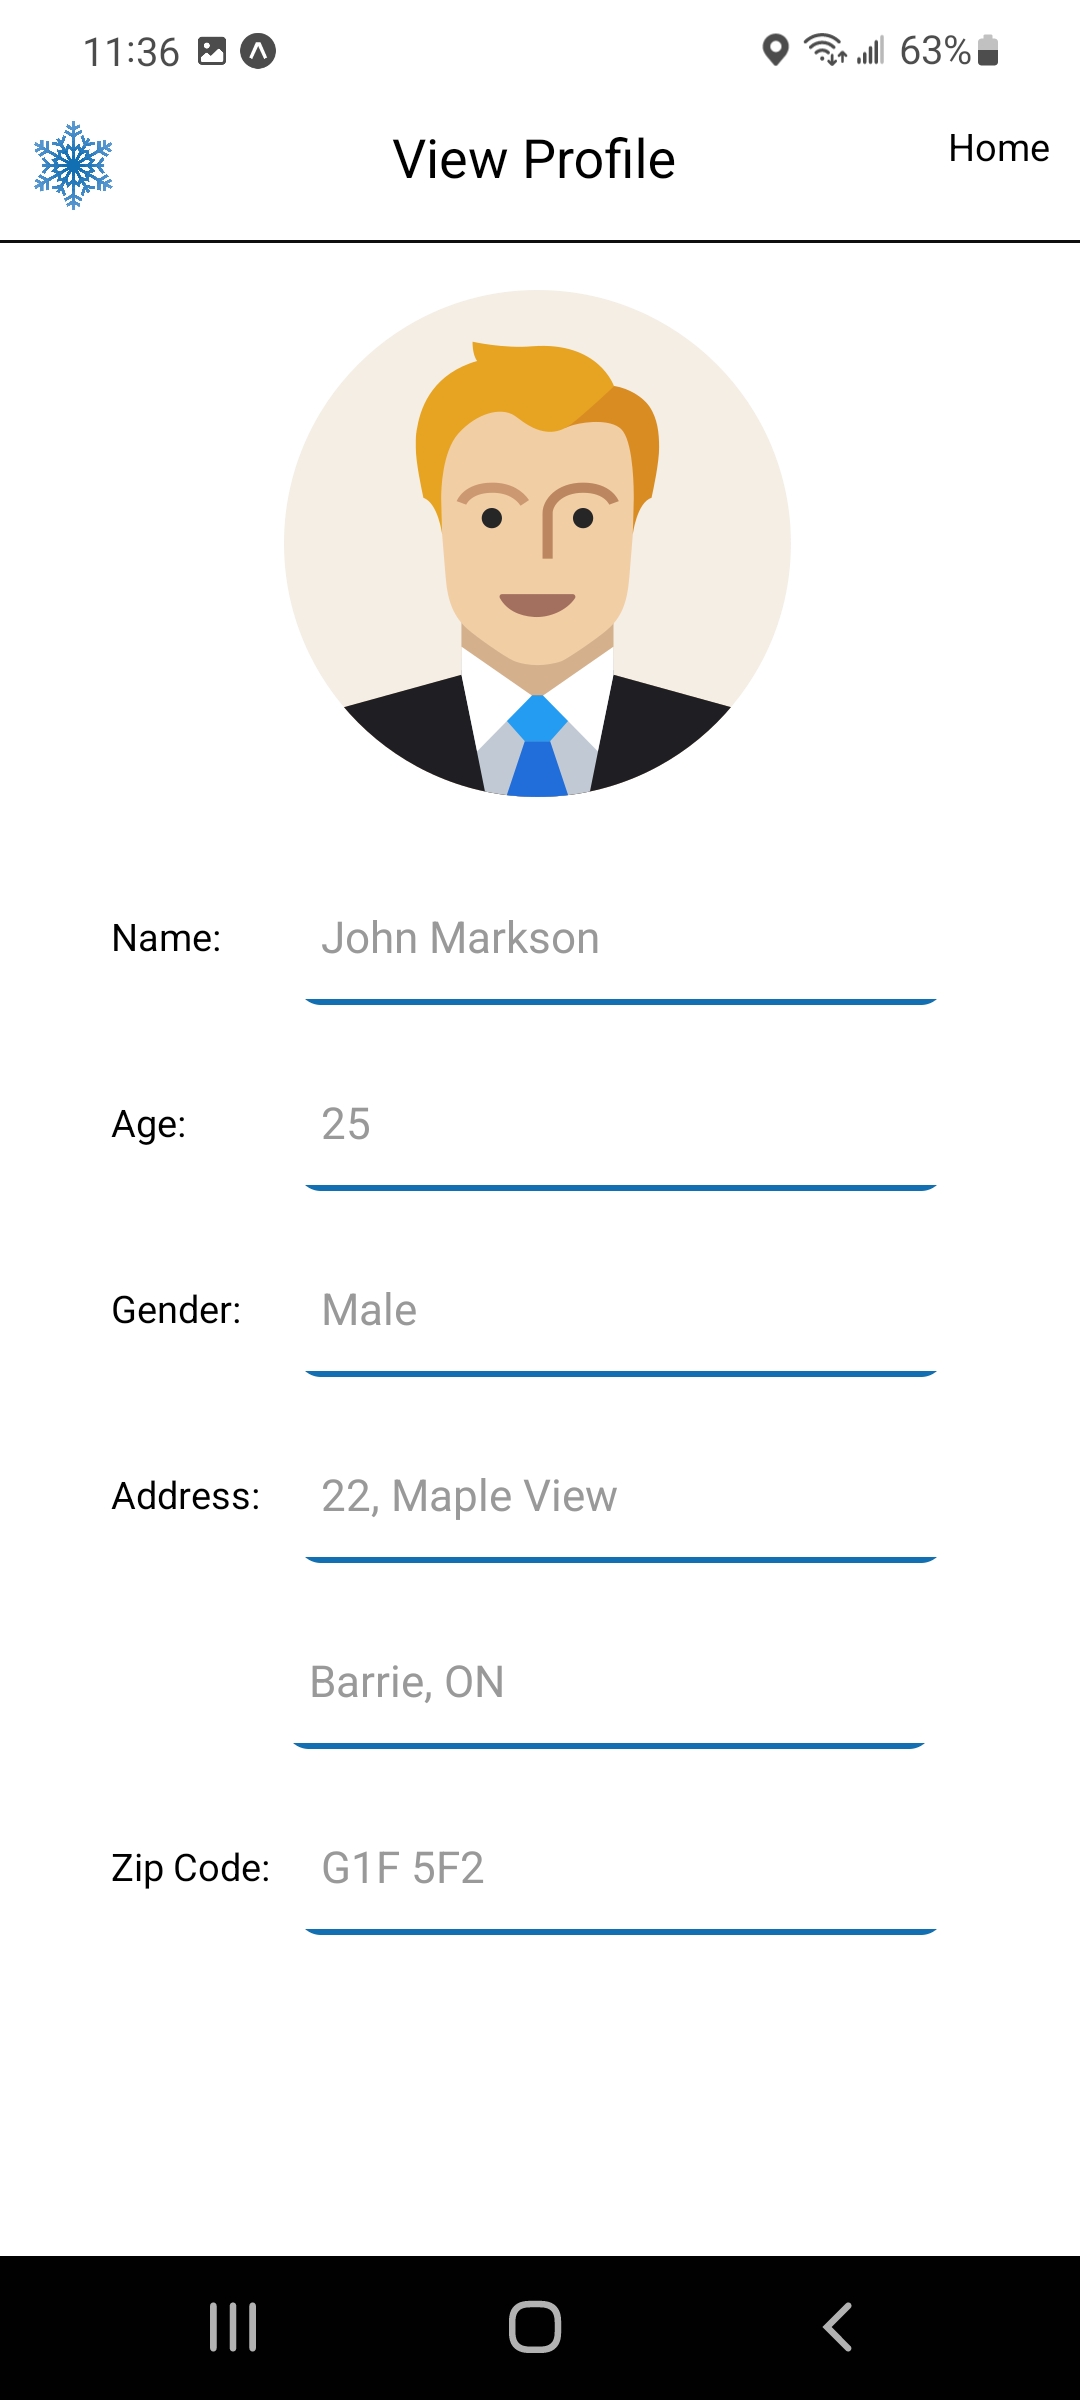 11:36 63%
View Profile Home
Name: John Markson
Age: 25
Gender: Male
Address: 22, Maple View
Barrie, ON
Zip Code: G1F 5F2